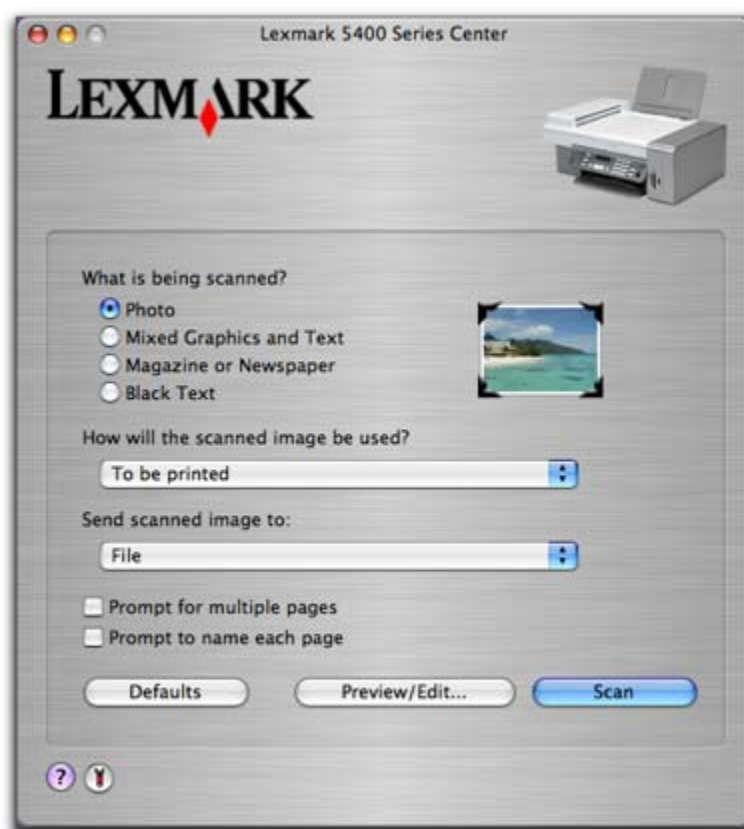 Lexmark 5400 Series Center
LEXMARK
What is being scanned?
Photo
Mixed Graphics and Text
Magazine or Newspaper
Black Text
How will the scanned image be used?
To be printed
Send scanned image to:
File
Prompt for multiple pages
Prompt to name each page
Defaults
Preview/Edit...
Scan
?